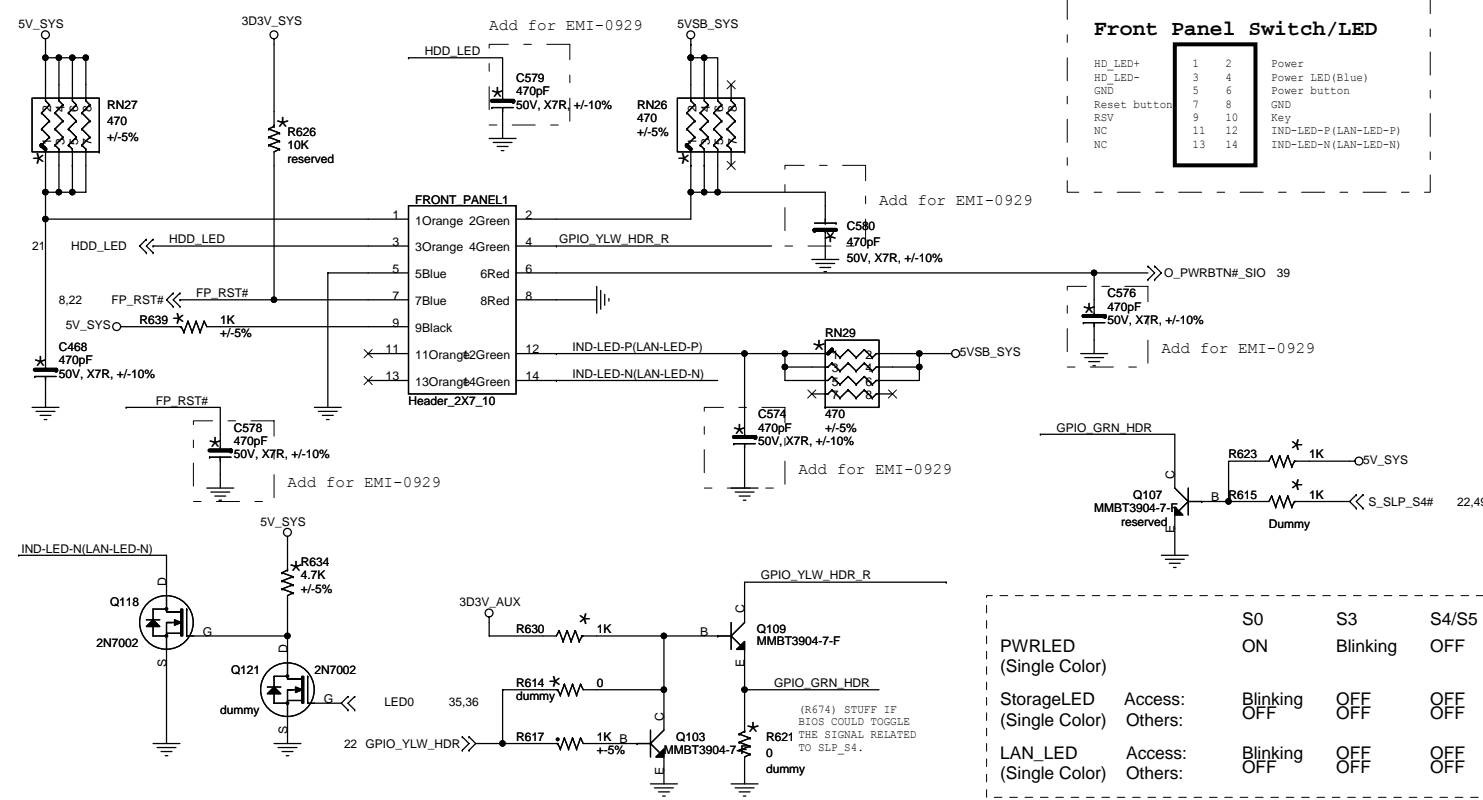 5V_SYS
3D3V_SYS
Add for EMI-0929
5VSB_SYS
HDD_LED
C579
470pF
50V, X7R, +/-10%
RN27
470
+/-5%
R626
10K
reserved
RN26
470
+/-5%
Front Panel Switch/LED
HD_LED+ 1 2 Power
HD_LED- 3 4 Power LED(Blue)
GND 5 6 Power button
Reset button 7 8 GND
RSV 9 10 Key
NC 11 12 IND-LED-P(LAN-LED-P)
NC 13 14 IND-LED-N(LAN-LED-N)
FRONT_PANEL1
1 1Orange 2Green 2
21 HDD_LED HDD_LED 3 3Orange 4Green 4 GPIO_YLW_HDR_R
5 5Blue 6Red 6 O_PWRBTN#_SIO 39
8,22 FP_RST# FP_RST# 7 7Blue 8Red 8
5V_SYS R639 1K +/-5% 9 9Black
11 11Orange 12Green 12 IND-LED-P(LAN-LED-P)
13 13Orange 14Green 14 IND-LED-N(LAN-LED-N)
Header_2X7_10
Add for EMI-0929
C580
470pF
50V, X7R, +/-10%
C576
470pF
50V, X7R, +/-10%
Add for EMI-0929
C468
470pF
50V, X7R, +/-10%
RN29
1 2
3 4
5 6
7 8
470
+/-5%
5VSB_SYS
FP_RST#
C578
470pF
50V, X7R, +/-10%
Add for EMI-0929
C574
470pF
50V, X7R, +/-10%
Add for EMI-0929
GPIO_GRN_HDR
R623 1K 5V_SYS
R615 1K S_SLP_S4# 22,49
Dummy
C
B
E
Q107
MMBT3904-7-F
reserved
5V_SYS
IND-LED-N(LAN-LED-N)
R634
4.7K
+/-5%
D
Q118
G
2N7002
S
D
Q121
2N7002
G
dummy
S
LED0 35,36
3D3V_AUX
R630 1K
B
GPIO_YLW_HDR_R
C
Q109
MMBT3904-7-F
E
R614 0
dummy
GPIO_GRN_HDR
22 GPIO_YLW_HDR R617 1K
+-5%
B
C
Q103
MMBT3904-7-F
E
R621
0
dummy
(R674) STUFF IF
BIOS COULD TOGGLE
THE SIGNAL RELATED
TO SLP_S4.
S0 S3 S4/S5
PWRLED ON Blinking OFF
(Single Color)
StorageLED Access: Blinking OFF OFF
(Single Color) Others: OFF OFF OFF
LAN_LED Access: Blinking OFF OFF
(Single Color) Others: OFF OFF OFF